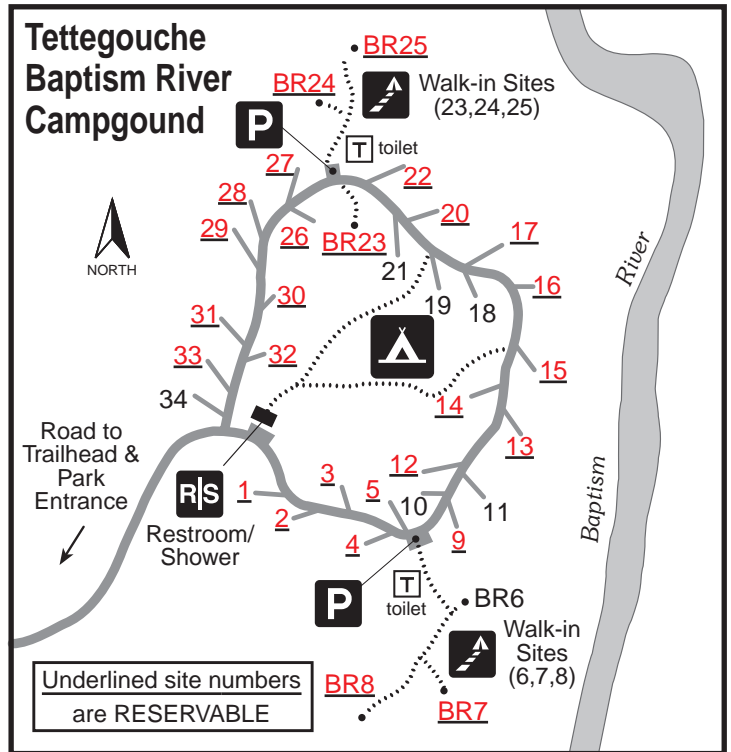 Tettegouche
Baptism River
Campgound
BR25
BR24
Walk-in Sites
(23,24,25)
P
T toilet
27
22
28
20
29
26
BR23
17
21
16
NORTH
19
18
30
31
15
33
32
14
34
13
Road to
Trailhead &
Park
Entrance
12
3
R|S
1
5
10
11
2
Restroom/
Shower
4
9
P
T
toilet
BR6
Walk-in
Sites
(6,7,8)
BR8
BR7
River
Baptism
Underlined site numbers
are RESERVABLE